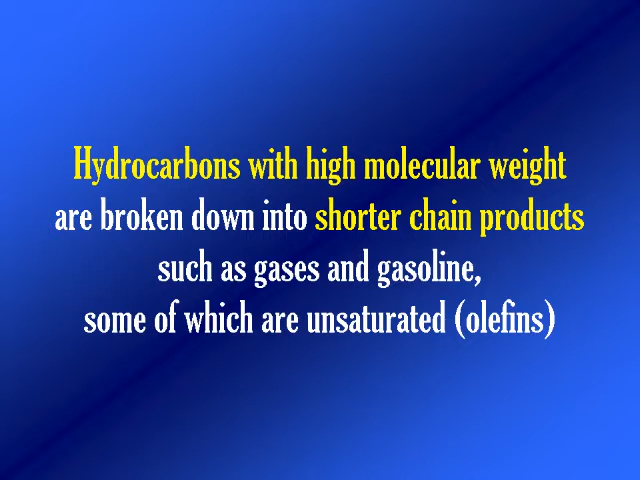 Hydrocarbons with high molecular weight
are broken down into shorter chain products
such as gases and gasoline,
some of which are unsaturated (olefins)